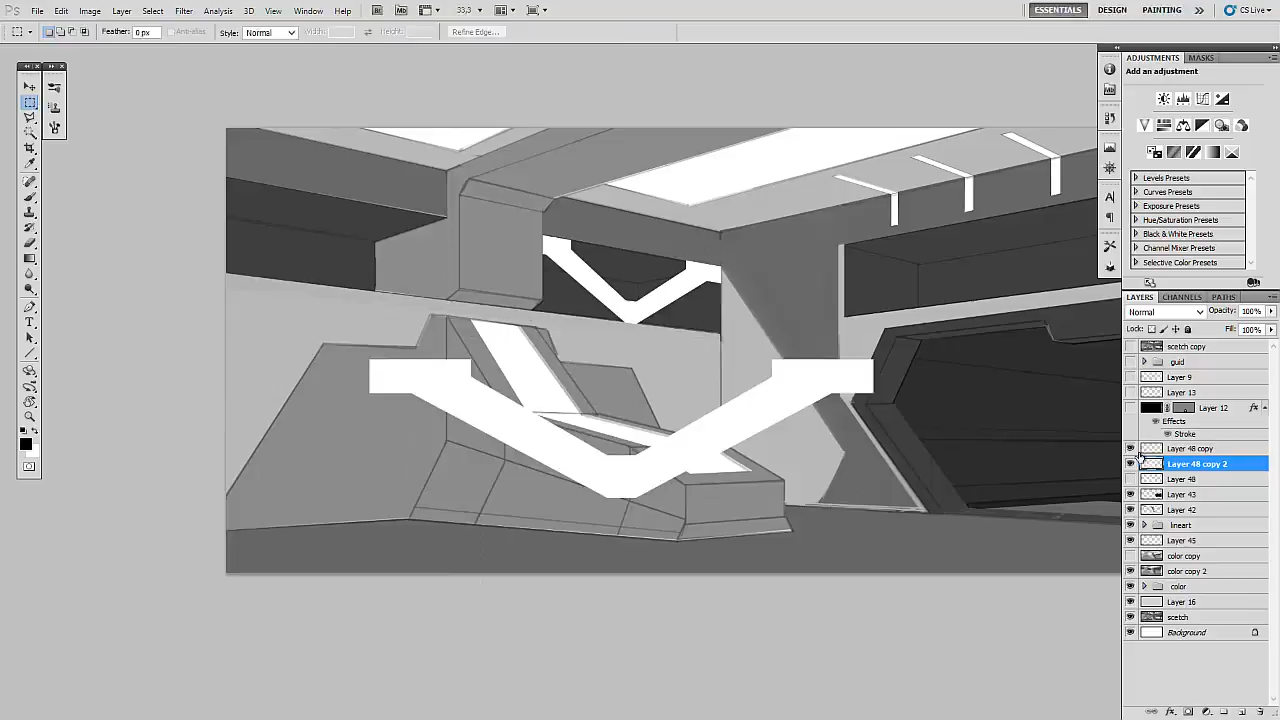 Ps File Edit Image Layer Select Filter Analysis 3D View Window Help Br Mb 33,3 ESSENTIALS DESIGN PAINTING CS Live
Feather: 0 px Anti-alias Style: Normal Width: Height: Refine Edge...
ADJUSTMENTS MASKS
Add an adjustment
Levels Presets
Curves Presets
Exposure Presets
Hue/Saturation Presets
Black & White Presets
Channel Mixer Presets
Selective Color Presets
LAYERS CHANNELS PATHS
Normal Opacity: 100%
Lock: Fill: 100%
scetch copy
guid
Layer 9
Layer 13
Layer 12 fx
Effects
Stroke
Layer 48 copy
Layer 48 copy 2
Layer 48
Layer 43
Layer 42
lineart
Layer 45
color copy
color copy 2
color
Layer 16
scetch
Background